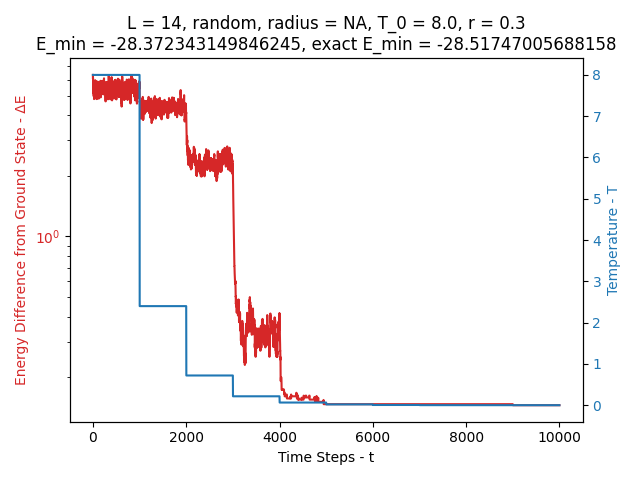 L = 14, random, radius = NA, T_0 = 8.0, r = 0.3
E_min = -28.372343149846245, exact E_min = -28.51747005688158
Energy Difference from Ground State - ΔE
10^0
0
1
2
3
4
5
6
7
8
Temperature - T
0 2000 4000 6000 8000 10000
Time Steps - t